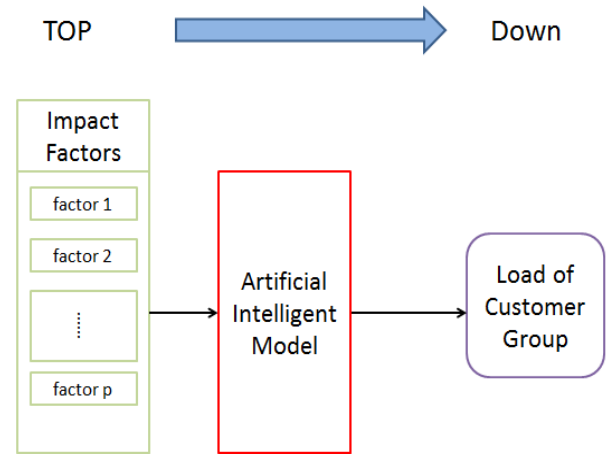 TOP
Down
Impact
Factors
factor 1
factor 2
......
factor p
Artificial
Intelligent
Model
Load of
Customer
Group